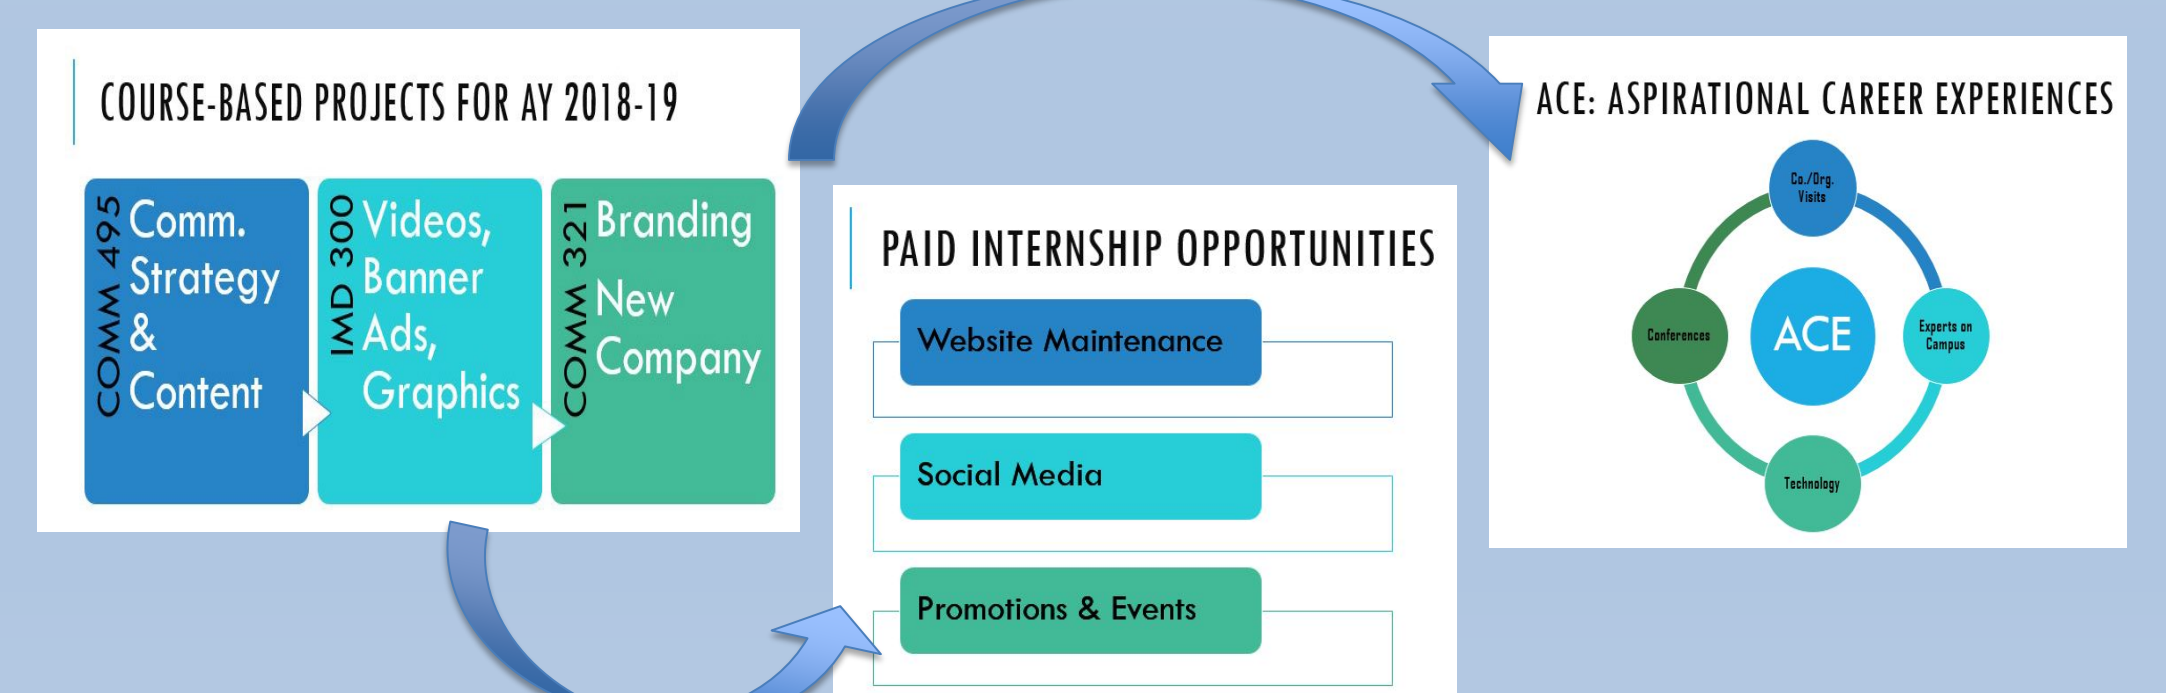 COURSE-BASED PROJECTS FOR AY 2018-19
COMM 495
Comm.
Strategy
&
Content
IMD 300
Videos,
Banner
Ads,
Graphics
COMM 321
Branding
New
Company
PAID INTERNSHIP OPPORTUNITIES
Website Maintenance
Social Media
Promotions & Events
ACE: ASPIRATIONAL CAREER EXPERIENCES
Co./Org.
Visits
Experts on
Campus
Technology
Conferences
ACE